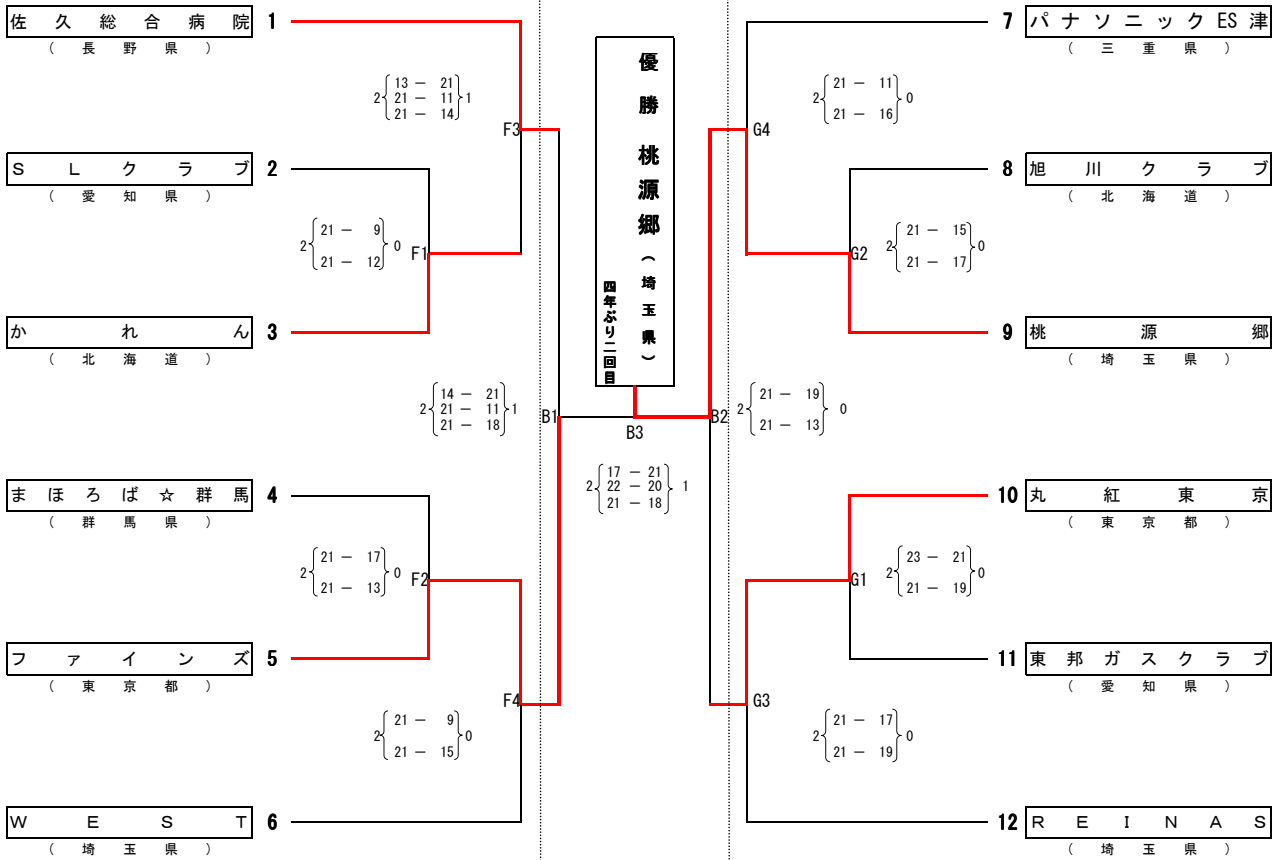 佐久総合病院 1
(長野県)
2 13 - 21 1
21 - 11
21 - 14
F3
SLクラブ 2
(愛知県)
2 21 - 9 0
21 - 12
F1
かれん 3
(北海道)
2 14 - 21 1
21 - 11
21 - 18
B1
まほろば☆群馬 4
(群馬県)
2 21 - 17 0
21 - 13
F2
ファインズ 5
(東京都)
F4
2 21 - 9 0
21 - 15
WEST 6
(埼玉県)
優勝 桃源郷(埼玉県)
四年ぶり二回目
B3
2 17 - 21 1
22 - 20
21 - 18
7 パナソニックES津
(三重県)
2 21 - 11 0
21 - 16
G4
8 旭川クラブ
(北海道)
G2
2 21 - 15 0
21 - 17
9 桃源郷
(埼玉県)
B2
2 21 - 19 0
21 - 13
10 丸紅東京
(東京都)
G1
2 23 - 21 0
21 - 19
11 東邦ガスクラブ
(愛知県)
G3
2 21 - 17 0
21 - 19
12 REINAS
(埼玉県)